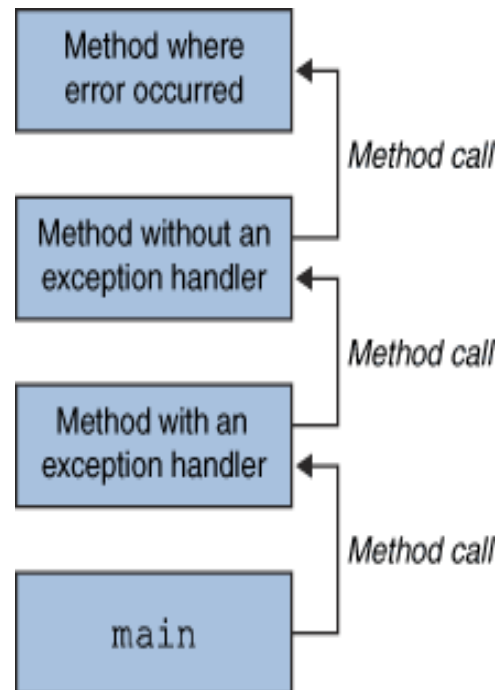 Method where
error occurred
Method call
Method without an
exception handler
Method call
Method with an
exception handler
Method call
main